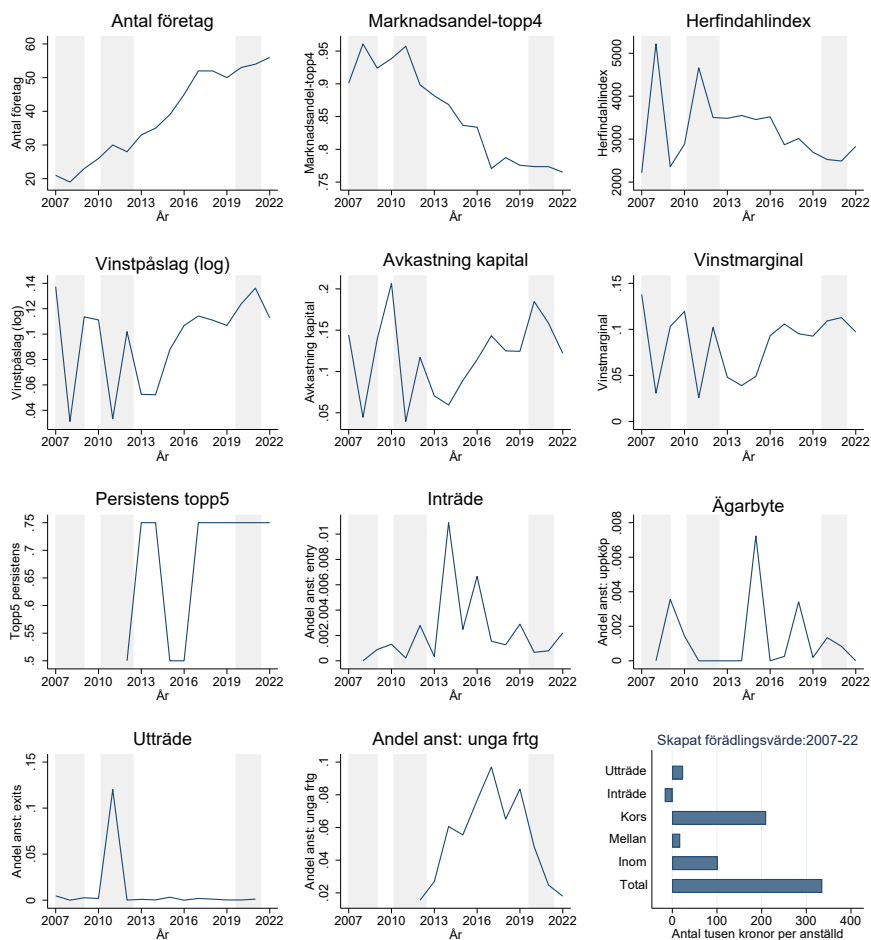 Antal företag
Antal företag
60
40
20
2007 2010 2013 2016 2019 2022
År
Marknadsandel-topp4
Marknadsandel-topp4
.95
.9
.85
.8
.75
2007 2010 2013 2016 2019 2022
År
Herfindahlindex
Herfindahlindex
5000
4000
3000
2000
2007 2010 2013 2016 2019 2022
År
Vinstpåslag (log)
Vinstpåslag (log)
.14
.12
.1
.08
.06
.04
2007 2010 2013 2016 2019 2022
År
Avkastning kapital
Avkastning kapital
.2
.15
.1
.05
2007 2010 2013 2016 2019 2022
År
Vinstmarginal
Vinstmarginal
.15
.1
.05
0
2007 2010 2013 2016 2019 2022
År
Persistens topp5
Topp5 persistens
.75
.7
.65
.6
.55
.5
2007 2010 2013 2016 2019 2022
År
Inträde
Andel anst: entry
.01
.008
.006
.004
.002
0
2007 2010 2013 2016 2019 2022
År
Ägarbyte
Andel anst: uppköp
.008
.006
.004
.002
0
2007 2010 2013 2016 2019 2022
År
Utträde
Andel anst: exits
.15
.1
.05
0
2007 2010 2013 2016 2019 2022
År
Andel anst: unga frtg
Andel anst: unga frtg
.1
.08
.06
.04
.02
2007 2010 2013 2016 2019 2022
År
Skapat förädlingsvärde:2007-22
Utträde
Inträde
Kors
Mellan
Inom
Total
0 100 200 300 400
Antal tusen kronor per anställd